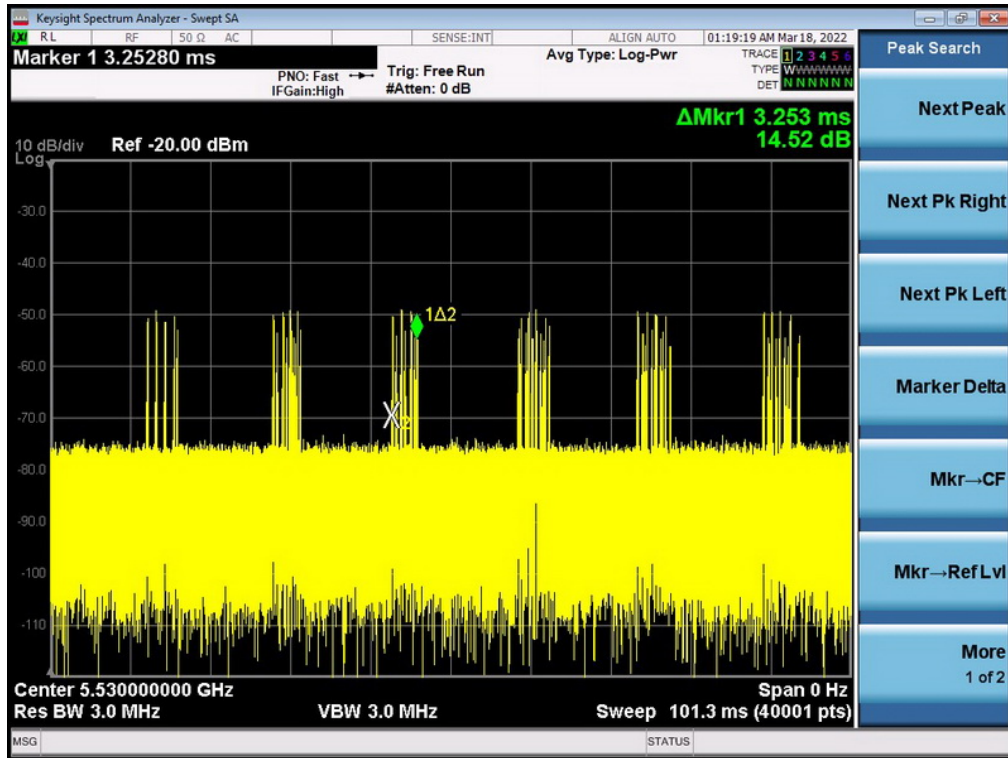 Keysight Spectrum Analyzer - Swept SA
LXI RL RF 50 Ω AC SENSE:INT ALIGN AUTO 01:19:19 AM Mar 18, 2022
Marker 1 3.25280 ms
PNO: Fast
IFGain:High
Trig: Free Run
#Atten: 0 dB
Avg Type: Log-Pwr
TRACE 1 2 3 4 5 6
TYPE W
DET N N N N N N
Peak Search
ΔMkr1 3.253 ms
14.52 dB
10 dB/div Ref -20.00 dBm
Log
-30.0
-40.0
-50.0
-60.0
-70.0
-80.0
-90.0
-100
-110
1Δ2
X2
Center 5.530000000 GHz Span 0 Hz
Res BW 3.0 MHz VBW 3.0 MHz Sweep 101.3 ms (40001 pts)
MSG STATUS
Next Peak
Next Pk Right
Next Pk Left
Marker Delta
Mkr→CF
Mkr→Ref Lvl
More
1 of 2